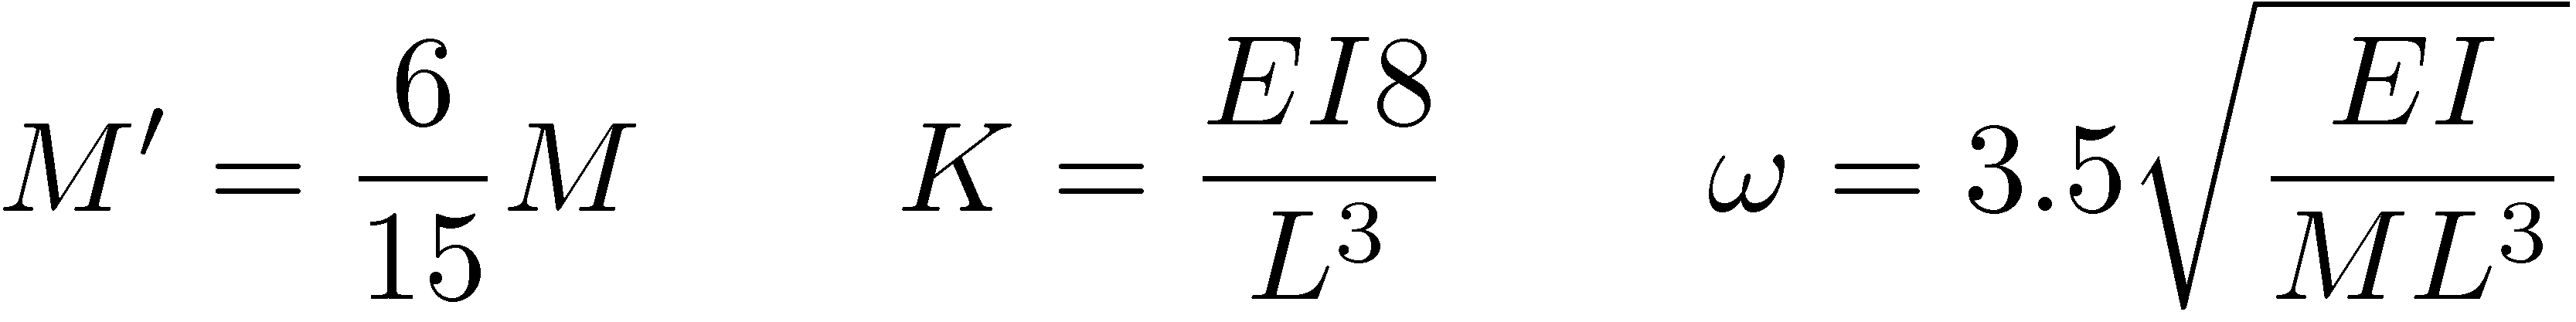 $M' = \frac{6}{15}M \qquad K = \frac{EI8}{L^3} \qquad \omega = 3.5\sqrt{\frac{EI}{ML^3}}$